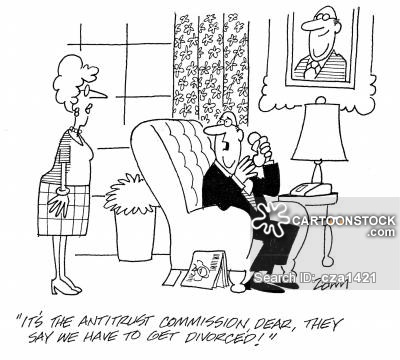 CARTOONSTOCK
.COM
Search ID: cza1421
"IT'S THE ANTITRUST COMMISSION, DEAR, THEY
SAY WE HAVE TO GET DIVORCED!"